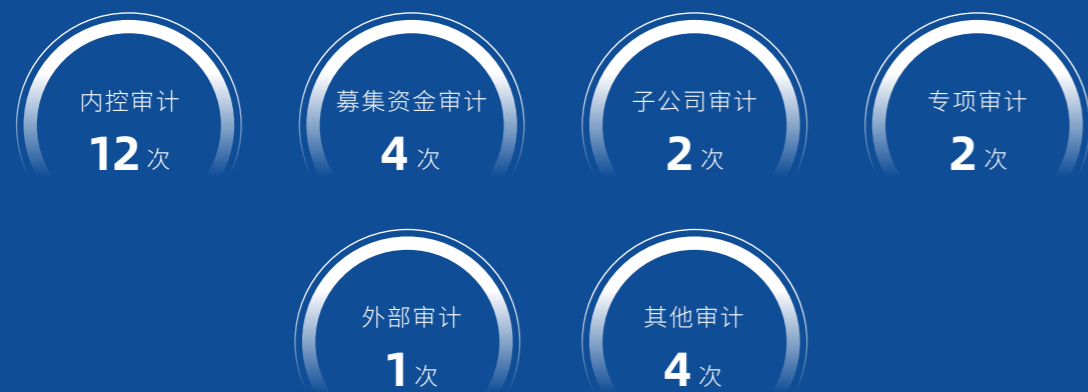 内控审计
12 次
募集资金审计
4 次
子公司审计
2 次
专项审计
2 次
外部审计
1 次
其他审计
4 次